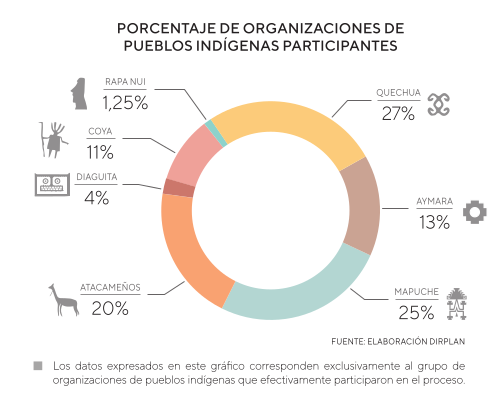 PORCENTAJE DE ORGANIZACIONES DE
PUEBLOS INDÍGENAS PARTICIPANTES
RAPA NUI
1,25%
QUECHUA
27%
COYA
11%
DIAGUITA
4%
AYMARA
13%
ATACAMEÑOS
20%
MAPUCHE
25%
FUENTE: ELABORACIÓN DIRPLAN
Los datos expresados en este gráfico corresponden exclusivamente al grupo de
organizaciones de pueblos indígenas que efectivamente participaron en el proceso.